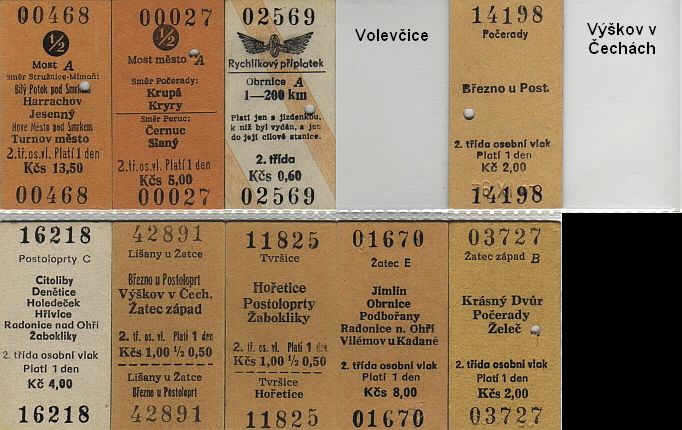 00468
1/2
Most A
Směr Stružnice-Mimoň:
Bílý Potok pod Smrkem
Harrachov
Jesenný
Nové Město pod Smrkem
Turnov město
2.tř.os.vl. Platí 1 den
Kčs 13,50
00468
00027
1/2
Most město A
Směr Počerady:
Krupá
Kryry
Směr Peruc:
Černuc
Slaný
2.tř.os.vl. Platí 1 den
Kčs 5,00
00027
02569
Rychlíkový příplatek
Obrnice A
1—200 km
Platí jen s jízdenkou,
k níž byl vydán, a jen
do její cílové stanice.
2. třída
Kčs 0,60
02569
Volevčice
14198
Počerady
Březno u Post.
2. třída osobní vlak
Platí 1 den
Kčs 2,00
14198
Výškov v
Čechách
16218
Postoloprty C
Cítoliby
Denětice
Holedeček
Hřivice
Radonice nad Ohří
Žabokliky
2. třída osobní vlak
Platí 1 den
Kč 4,00
16218
42891
Lišany u Žatce
Březno u Postoloprt
Výškov v Čech.
Žatec západ
2. tř. os. vl. Platí 1 den
Kčs 1,00 ½ 0,50
Lišany u Žatce
Březno u Postoloprt
42891
11825
Tvršice
Hořetice
Postoloprty
Žabokliky
2. tř. os. vl. Platí 1 den
Kčs 1,00 ½ 0,50
Tvršice
Hořetice
11825
01670
Žatec E
Jimlín
Obrnice
Podbořany
Radonice n. Ohří
Vilémov u Kadaně
2. třída osobní vlak
Platí 1 den
Kčs 8,00
01670
03727
Žatec západ B
Krásný Dvůr
Počerady
Želeč
2. třída osobní vlak
Platí 1 den
Kčs 2,00
03727